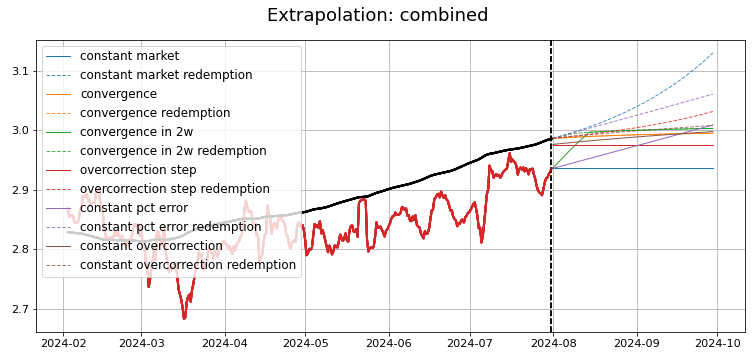 Extrapolation: combined
3.1
3.0
2.9
2.8
2.7
constant market
constant market redemption
convergence
convergence redemption
convergence in 2w
convergence in 2w redemption
overcorrection step
overcorrection step redemption
constant pct error
constant pct error redemption
constant overcorrection
constant overcorrection redemption
2024-02 2024-03 2024-04 2024-05 2024-06 2024-07 2024-08 2024-09 2024-10